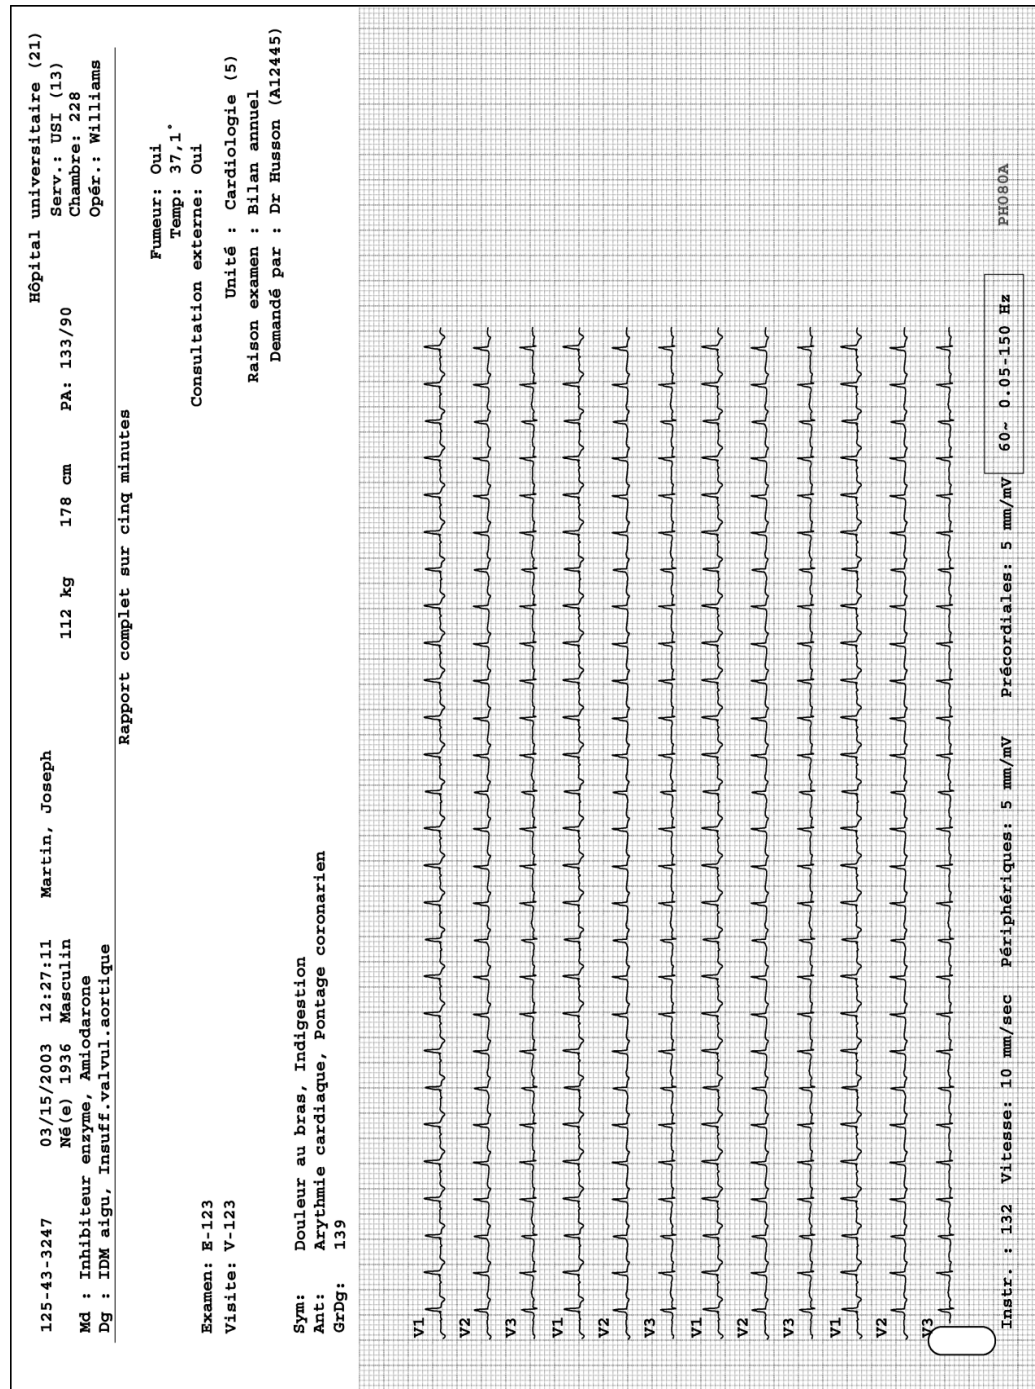 125-43-3247 03/15/2003 12:27:11 Martin, Joseph Hôpital universitaire (21)
Né(e) 1936 Masculin 112 kg 178 cm PA: 133/90 Serv.: USI (13)
Md : Inhibiteur enzyme, Amiodarone Chambre: 228
Dg : IDM aigu, Insuff.valvul.aortique Opér.: Williams
Rapport complet sur cinq minutes
Fumeur: Oui
Temp: 37,1°
Examen: E-123 Consultation externe: Oui
Visite: V-123
Unité : Cardiologie (5)
Raison examen : Bilan annuel
Demandé par : Dr Husson (A12445)
Sym: Douleur au bras, Indigestion
Ant: Arythmie cardiaque, Pontage coronarien
GrDg: 139
V1
V2
V3
V1
V2
V3
V1
V2
V3
V1
V2
V3
Instr. : 132 Vitesse: 10 mm/sec Périphériques: 5 mm/mV Précordiales: 5 mm/mV 60~ 0.05-150 Hz PH080A